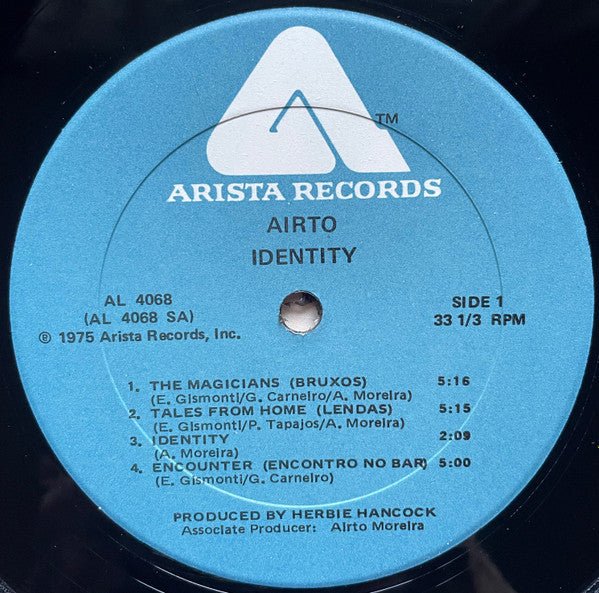 TM
ARISTA RECORDS
AIRTO
IDENTITY
AL 4068
(AL 4068 SA)
℗ 1975 Arista Records, Inc.
SIDE 1
33 1/3 RPM
1. THE MAGICIANS (BRUXOS) 5:16
(E. Gismonti/G. Carneiro/A. Moreira)
2. TALES FROM HOME (LENDAS) 5:15
(E. Gismonti/P. Tapajos/A. Moreira)
3. IDENTITY 2:09
(A. Moreira)
4. ENCOUNTER (ENCONTRO NO BAR) 5:00
(E. Gismonti/G. Carneiro)
PRODUCED BY HERBIE HANCOCK
Associate Producer: Airto Moreira